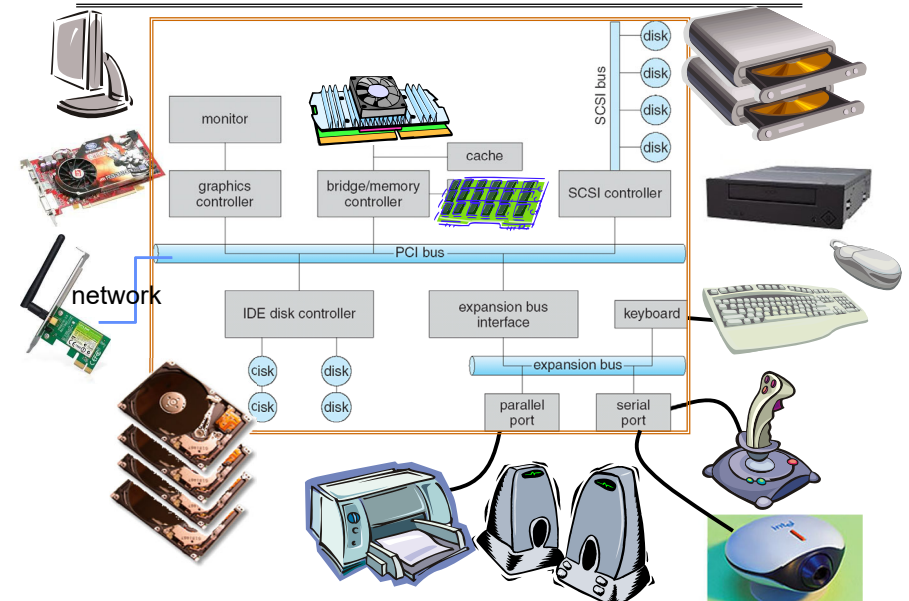 disk
disk
disk
disk
SCSI bus
monitor
cache
graphics
controller
bridge/memory
controller
SCSI controller
PCI bus
network
IDE disk controller
expansion bus
interface
keyboard
expansion bus
cisk
disk
cisk
disk
parallel
port
serial
port
intel